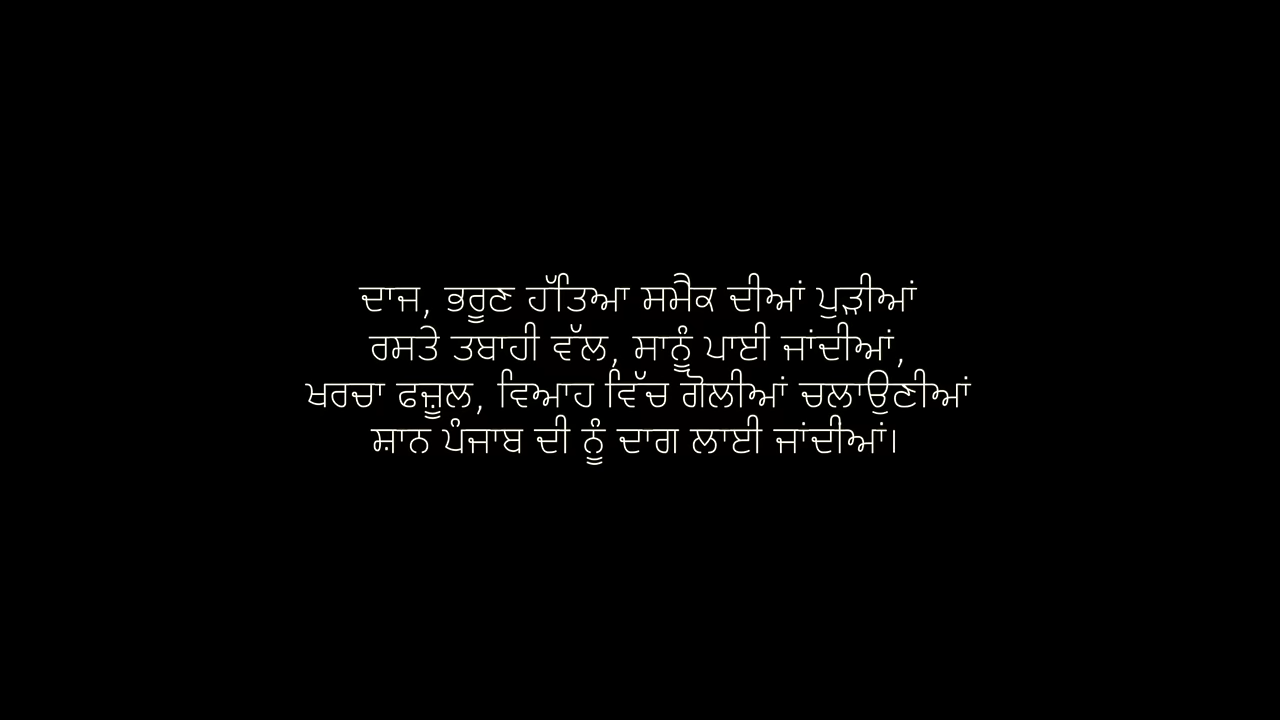 ਦਾਜ, ਭਰੂਣ ਹੱਤਿਆ ਸਮੈਕ ਦੀਆਂ ਪੁੜੀਆਂ
ਰਸਤੇ ਤਬਾਹੀ ਵੱਲ, ਸਾਨੂੰ ਪਾਈ ਜਾਂਦੀਆਂ,
ਖਰਚਾ ਫਜ਼ੂਲ, ਵਿਆਹ ਵਿੱਚ ਗੋਲੀਆਂ ਚਲਾਉਣੀਆਂ
ਸ਼ਾਨ ਪੰਜਾਬ ਦੀ ਨੂੰ ਦਾਗ ਲਾਈ ਜਾਂਦੀਆਂ।